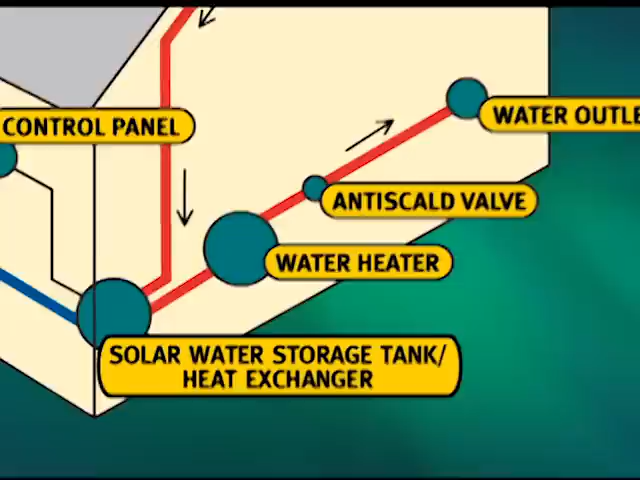 WATER OUTLE
CONTROL PANEL
ANTISCALD VALVE
WATER HEATER
SOLAR WATER STORAGE TANK/
HEAT EXCHANGER